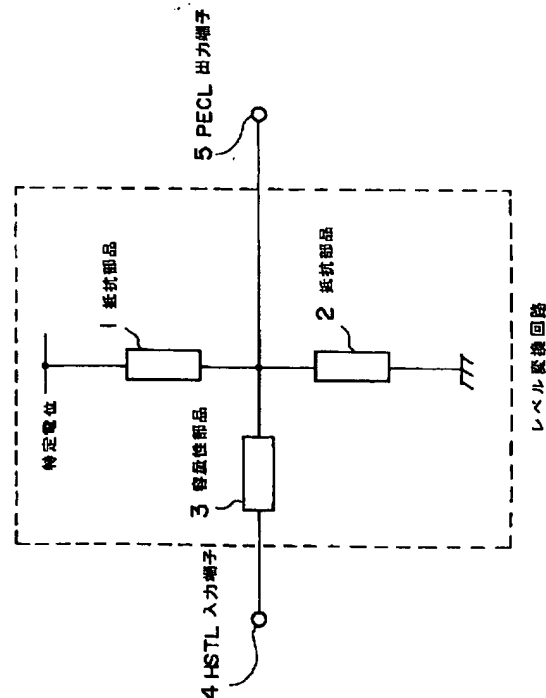 特定電位
1 抵抗部品
5 PECL 出力端子
3 容量性部品
2 抵抗部品
4 HSTL 入力端子
レベル変換回路